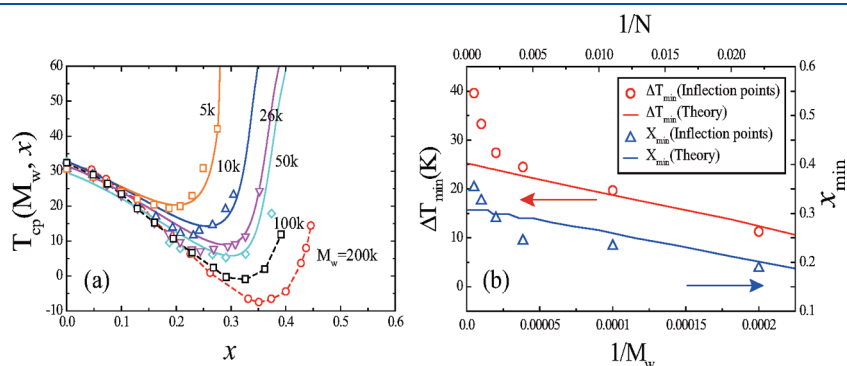 60
50
40
30
20
10
0
-10
0.0 0.1 0.2 0.3 0.4 0.5 0.6
T_cp(M_w, x)
x
5k
26k
10k
50k
100k
M_w=200k
(a)
1/N
0.000 0.005 0.010 0.015 0.020
ΔT_min(Inflection points)
ΔT_min(Theory)
X_min(Inflection points)
X_min(Theory)
40
30
20
10
0
ΔT_min(K)
0.6
0.5
0.4
0.3
0.2
0.1
x_min
(b)
0.0 0.00005 0.0001 0.00015 0.0002
1/M_w